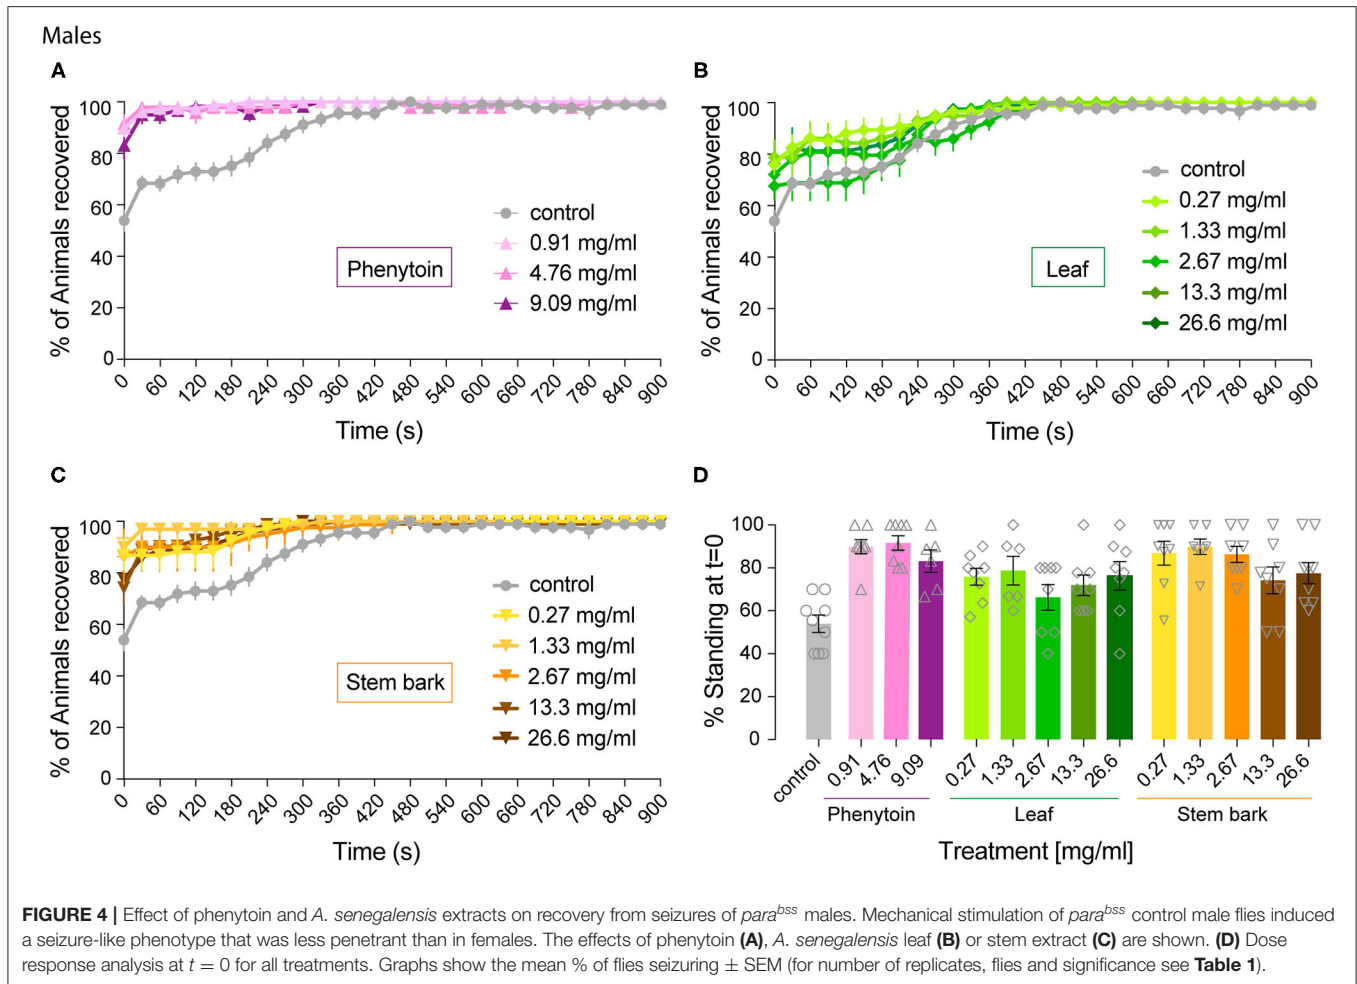 Males
A
% of Animals recovered
100
80
60
40
20
0
0 60 120 180 240 300 360 420 480 540 600 660 720 780 840 900
Time (s)
control
0.91 mg/ml
4.76 mg/ml
9.09 mg/ml
Phenytoin
B
% of Animals recovered
100
80
60
40
20
0
0 60 120 180 240 300 360 420 480 540 600 660 720 780 840 900
Time (s)
control
0.27 mg/ml
1.33 mg/ml
2.67 mg/ml
13.3 mg/ml
26.6 mg/ml
Leaf
C
% of Animals recovered
100
80
60
40
20
0
0 60 120 180 240 300 360 420 480 540 600 660 720 780 840 900
Time (s)
control
0.27 mg/ml
1.33 mg/ml
2.67 mg/ml
13.3 mg/ml
26.6 mg/ml
Stem bark
D
% Standing at t=0
100
80
60
40
20
0
control 0.91 4.76 9.09 0.27 1.33 2.67 13.3 26.6 0.27 1.33 2.67 13.3 26.6
Phenytoin Leaf Stem bark
Treatment [mg/ml]
FIGURE 4 | Effect of phenytoin and A. senegalensis extracts on recovery from seizures of para^bss males. Mechanical stimulation of para^bss control male flies induced
a seizure-like phenotype that was less penetrant than in females. The effects of phenytoin (A), A. senegalensis leaf (B) or stem extract (C) are shown. (D) Dose
response analysis at t = 0 for all treatments. Graphs show the mean % of flies seizuring ± SEM (for number of replicates, flies and significance see Table 1).